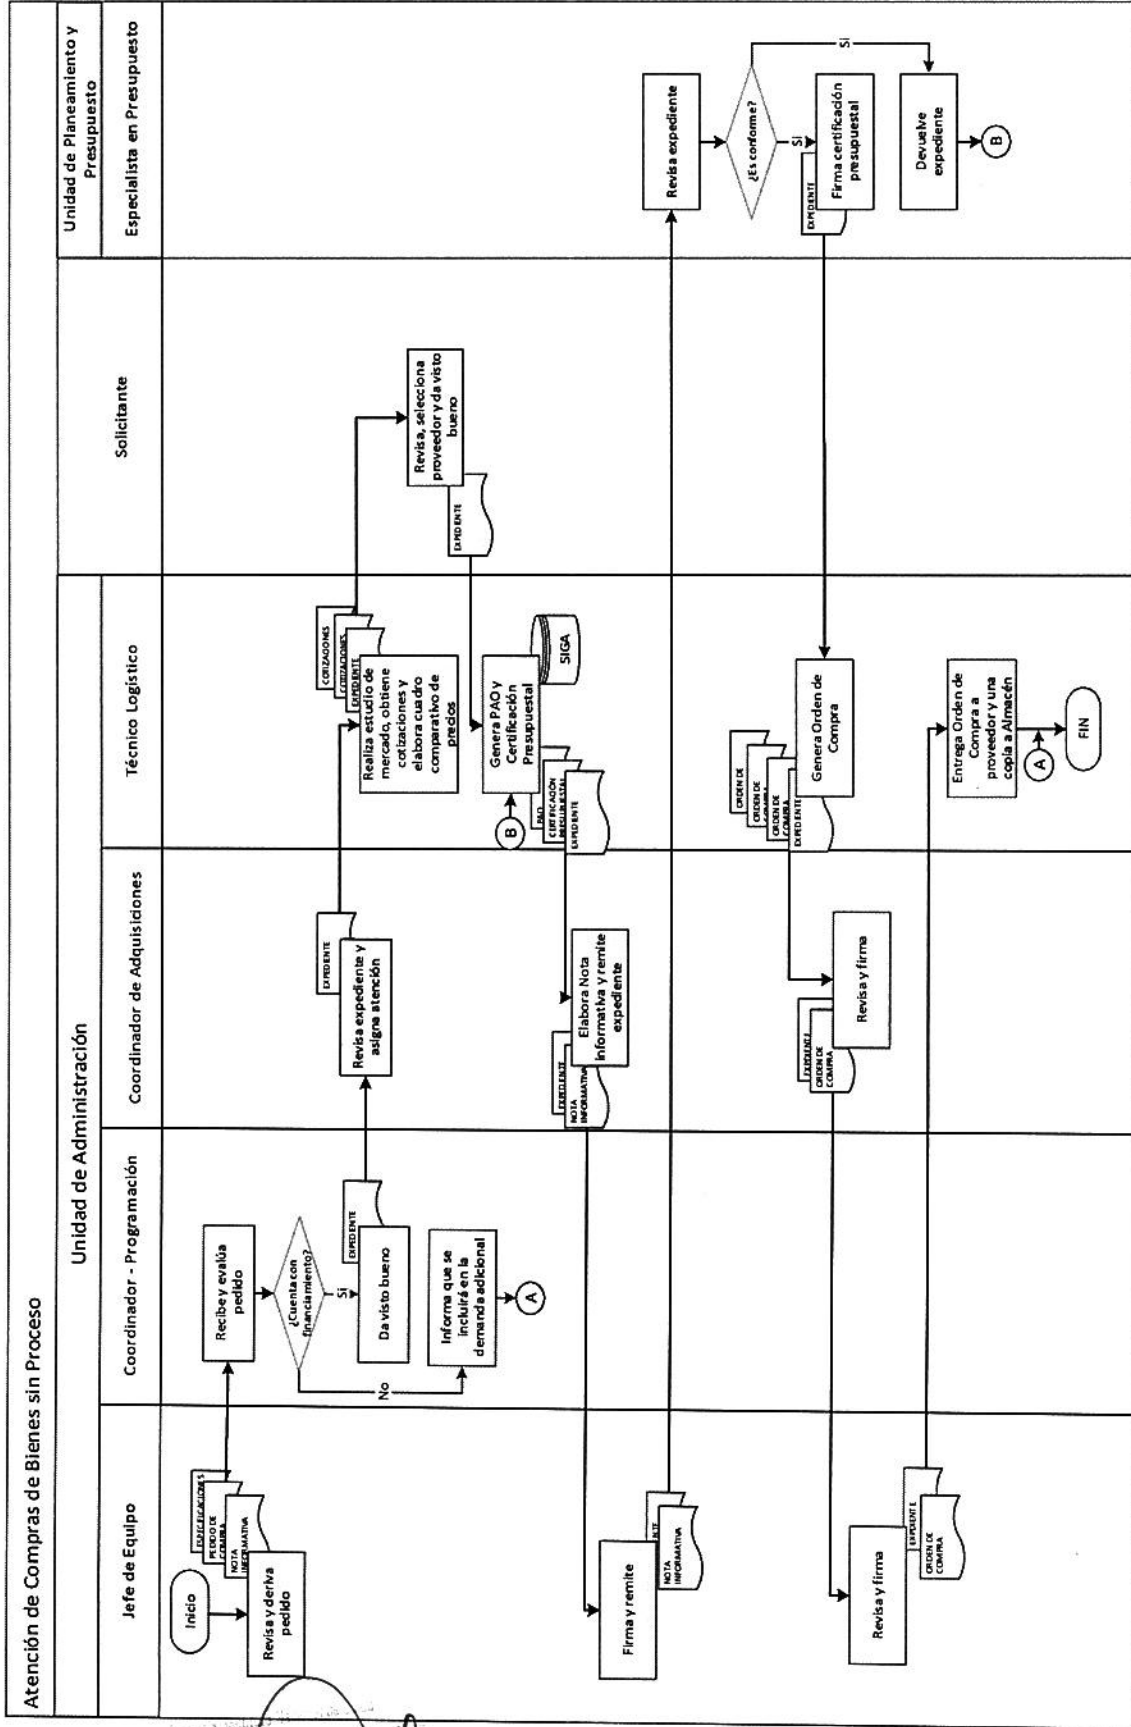 Atención de Compras de Bienes sin Proceso
Unidad de Administración
Unidad de Planeamiento y
Presupuesto
Jefe de Equipo
Coordinador - Programación
Coordinador de Adquisiciones
Técnico Logístico
Solicitante
Especialista en Presupuesto
Inicio
Revisa y deriva
pedido
ESPECIFICACIONES
PEDIDO DE
COMPRA
NOTA
INFORMATIVA
Recibe y evalúa
pedido
¿Cuenta con
financiamiento?
Si
No
EXPEDIENTE
Da visto bueno
Informa que se
incluirá en la
demanda adicional
A
EXPEDIENTE
Revisa expediente y
asigna atención
COTIZACIONES
COTIZACIONES
EXPEDIENTE
Realiza estudio de
mercado, obtiene
cotizaciones y
elabora cuadro
comparativo de
precios
Revisa, selecciona
proveedor y da visto
bueno
EXPEDIENTE
Genera PAO y
Certificación
Presupuestal
SIGA
B
PAO
CERTIFICACIÓN
PRESUPUESTAL
EXPEDIENTE
Elabora Nota
informativa y remite
expediente
EXPEDIENTE
NOTA
INFORMATIVA
Firma y remite
NOTA
INFORMATIVA
Revisa expediente
¿Es conforme?
Si
Si
EXPEDIENTE
Firma certificación
presupuestal
Devuelve
expediente
B
Genera Orden de
Compra
ORDEN DE
ORDEN DE
ORDEN DE
COMPRA
EXPEDIENTE
Revisa y firma
EXPEDIENTE
ORDEN DE
COMPRA
Revisa y firma
EXPEDIENTE
ORDEN DE
COMPRA
Entrega Orden de
Compra a
proveedor y una
copia a Almacén
A
FIN